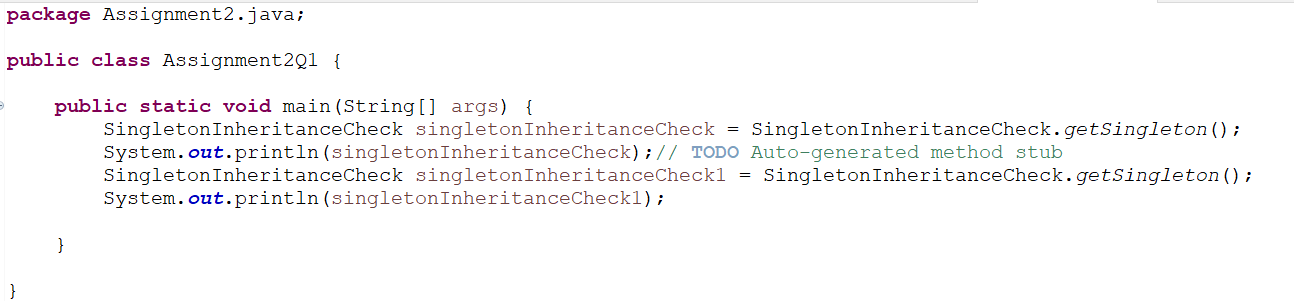 package Assignment2.java;
public class Assignment2Q1 {
public static void main(String[] args) {
SingletonInheritanceCheck singletonInheritanceCheck = SingletonInheritanceCheck.getSingleton();
System.out.println(singletonInheritanceCheck);// TODO Auto-generated method stub
SingletonInheritanceCheck singletonInheritanceCheck1 = SingletonInheritanceCheck.getSingleton();
System.out.println(singletonInheritanceCheck1);
}
}